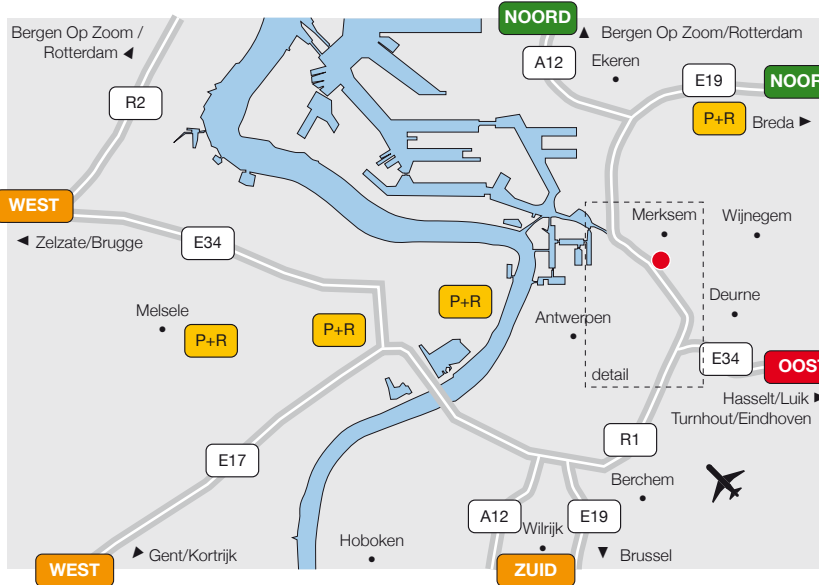 NOORD
Bergen Op Zoom /
Rotterdam
Bergen Op Zoom/Rotterdam
A12
Ekeren
E19
NOOR
R2
P+R
Breda
WEST
Merksem
Wijnegem
Zelzate/Brugge
E34
Deurne
P+R
Melsele
P+R
P+R
Antwerpen
E34
OOST
detail
Hasselt/Luik
Turnhout/Eindhoven
R1
E17
Berchem
A12
E19
Wilrijk
Hoboken
Gent/Kortrijk
Brussel
WEST
ZUID